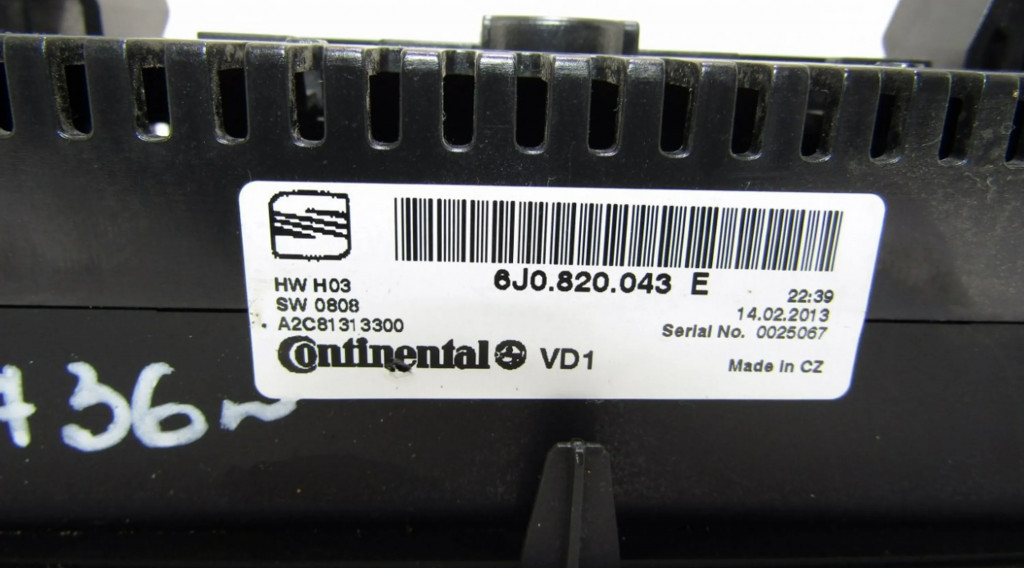 6J0.820.043 E
HW H03
SW 0808
A2C81313300
22:39
14.02.2013
Serial No. 0025067
Continental VD1
Made in CZ
736~